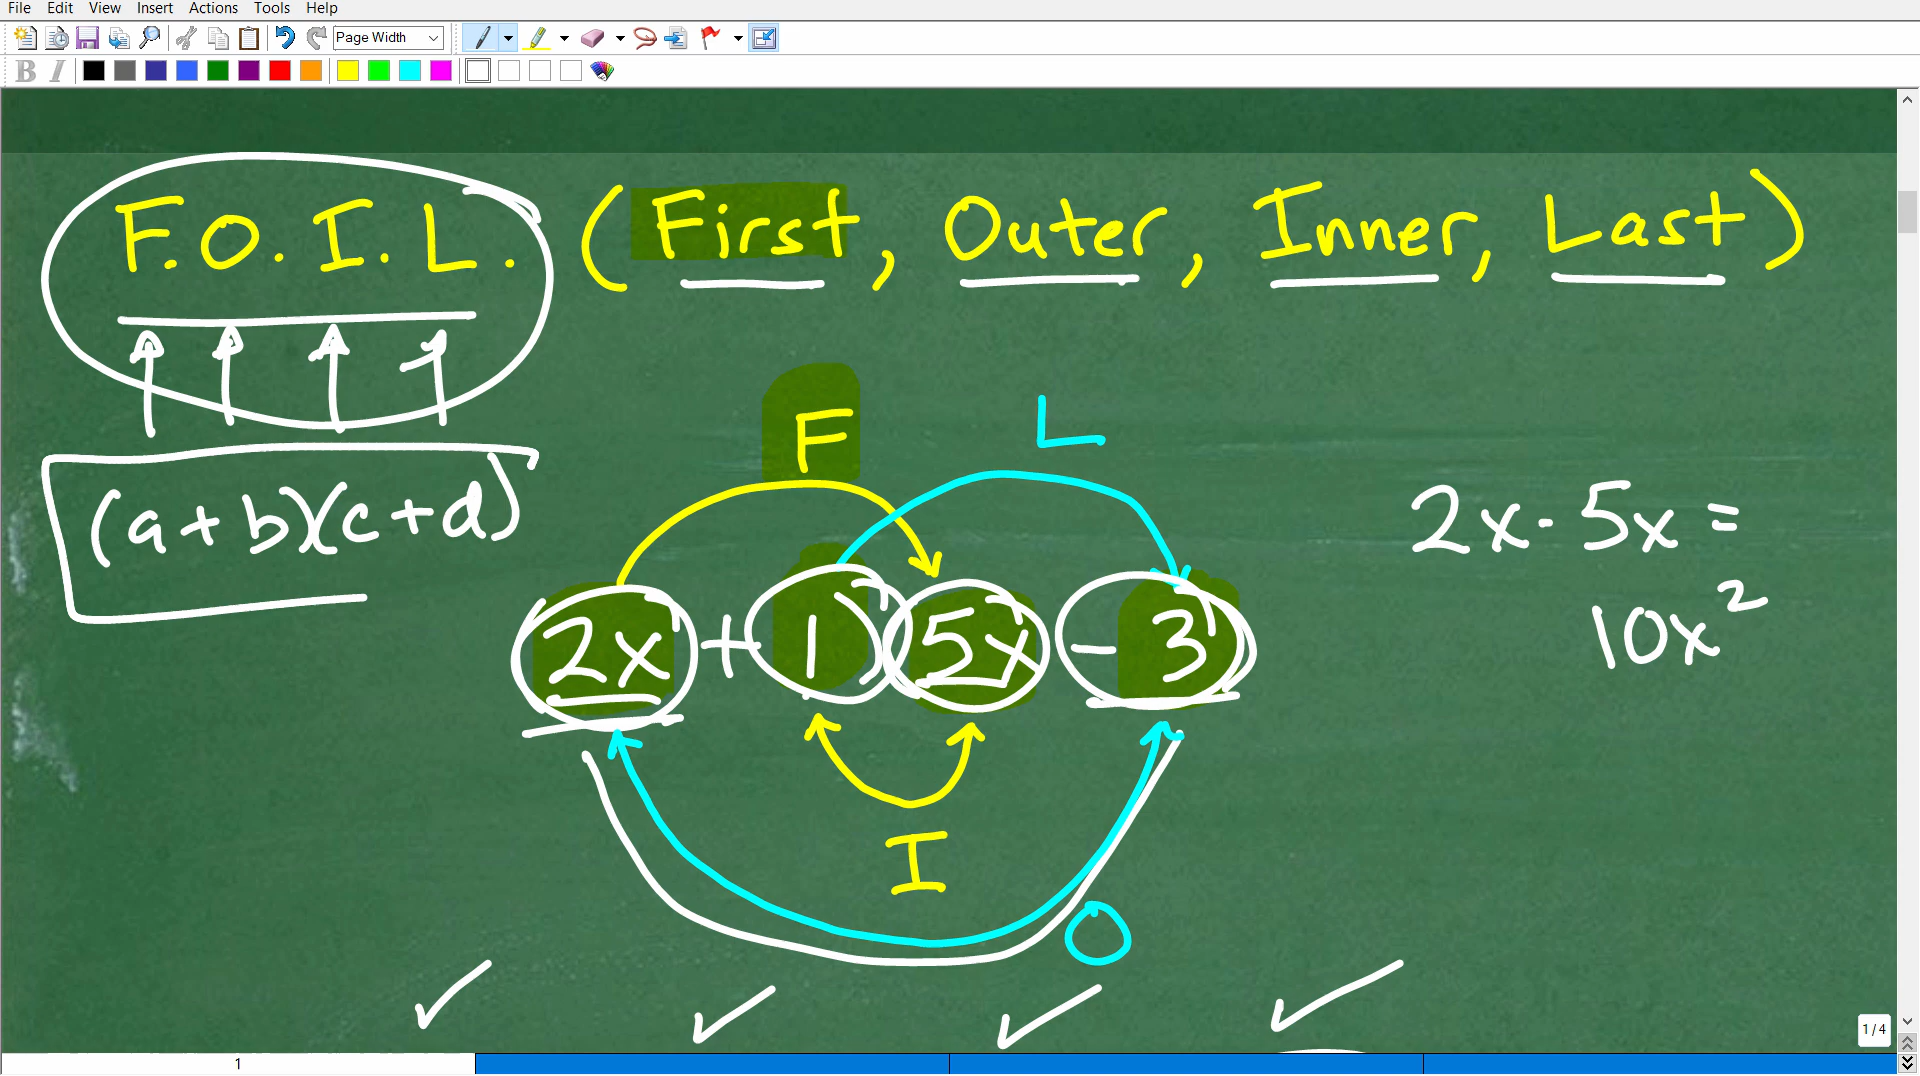 File Edit View Insert Actions Tools Help
Page Width
B I
F.O.I.L. (First, Outer, Inner, Last)
F L
(a+b)(c+d)
2x · 5x =
10x²
(2x + 1)(5x - 3)
I
O
1 / 4
1